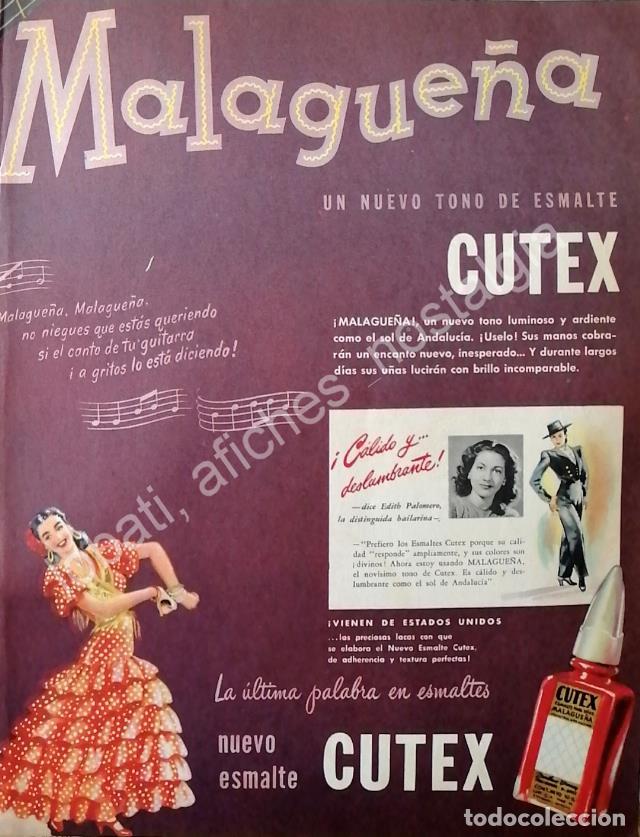 Malagueña
UN NUEVO TONO DE ESMALTE
CUTEX
Malagueña, Malagueña,
no niegues que estás queriendo
si el canto de tu guitarra
¡a gritos lo está diciendo!
¡MALAGUEÑA!, un nuevo tono luminoso y ardiente
como el sol de Andalucía. ¡Uselo! Sus manos cobra-
rán un encanto nuevo, inesperado... Y durante largos
días sus uñas lucirán con brillo incomparable.
¡Cálido y...
deslumbrante!
—dice Edith Palomero,
la distinguida bailarina—.
—"Prefiero los Esmaltes Cutex porque su cali-
dad "responde" ampliamente, y sus colores son
¡divinos! Ahora estoy usando MALAGUEÑA,
el novísimo tono de Cutex. Es cálido y des-
lumbrante como el sol de Andalucía"
¡VIENEN DE ESTADOS UNIDOS
...las preciosas lacas con que
se elabora el Nuevo Esmalte Cutex,
de adherencia y textura perfectas!
La última palabra en esmaltes
nuevo
esmalte
CUTEX
CUTEX
MALAGUEÑA
afiches nostalgia
todocoleccion